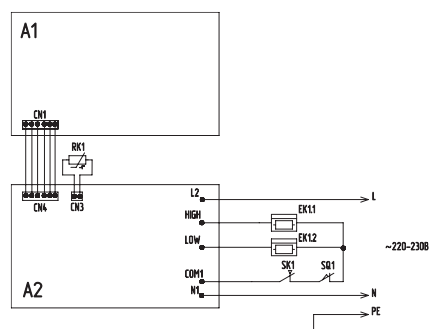 A1
CN1
RK1
CN4
CN3
L2
L
HIGH
EK1.1
LOW
EK1.2
~220-230В
SK1
SQ1
COM1
A2
N1
N
PE